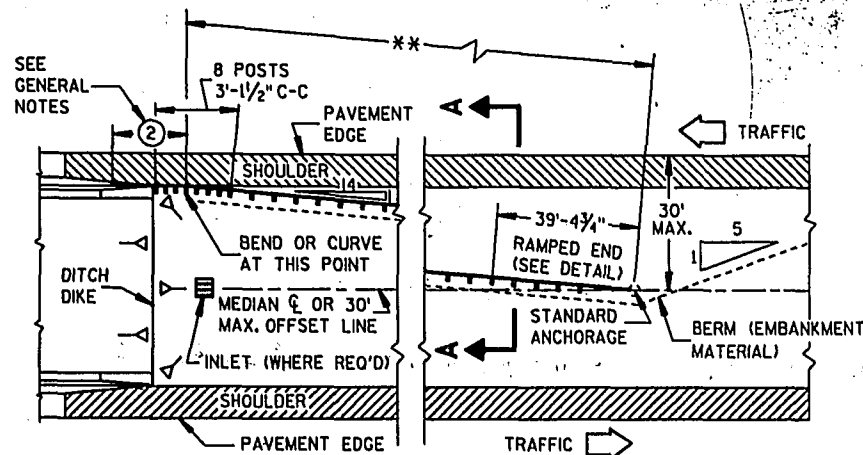 **
SEE
GENERAL
NOTES
8 POSTS
3'-1½" C-C
2
PAVEMENT
EDGE
A
TRAFFIC
SHOULDER
14
1
39'-4¾"
30'
MAX.
5
1
BEND OR CURVE
AT THIS POINT
RAMPED END
(SEE DETAIL)
DITCH
DIKE
MEDIAN ℄ OR 30'
MAX. OFFSET LINE
STANDARD
ANCHORAGE
A
BERM (EMBANKMENT
MATERIAL)
INLET (WHERE REQ'D)
SHOULDER
PAVEMENT EDGE
TRAFFIC